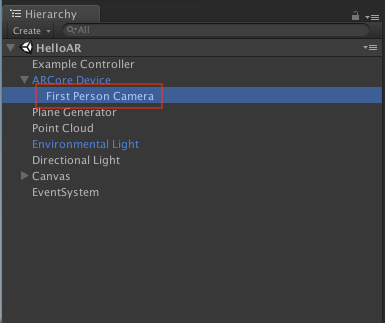 Hierarchy
Create All
HelloAR
Example Controller
ARCore Device
First Person Camera
Plane Generator
Point Cloud
Environmental Light
Directional Light
Canvas
EventSystem